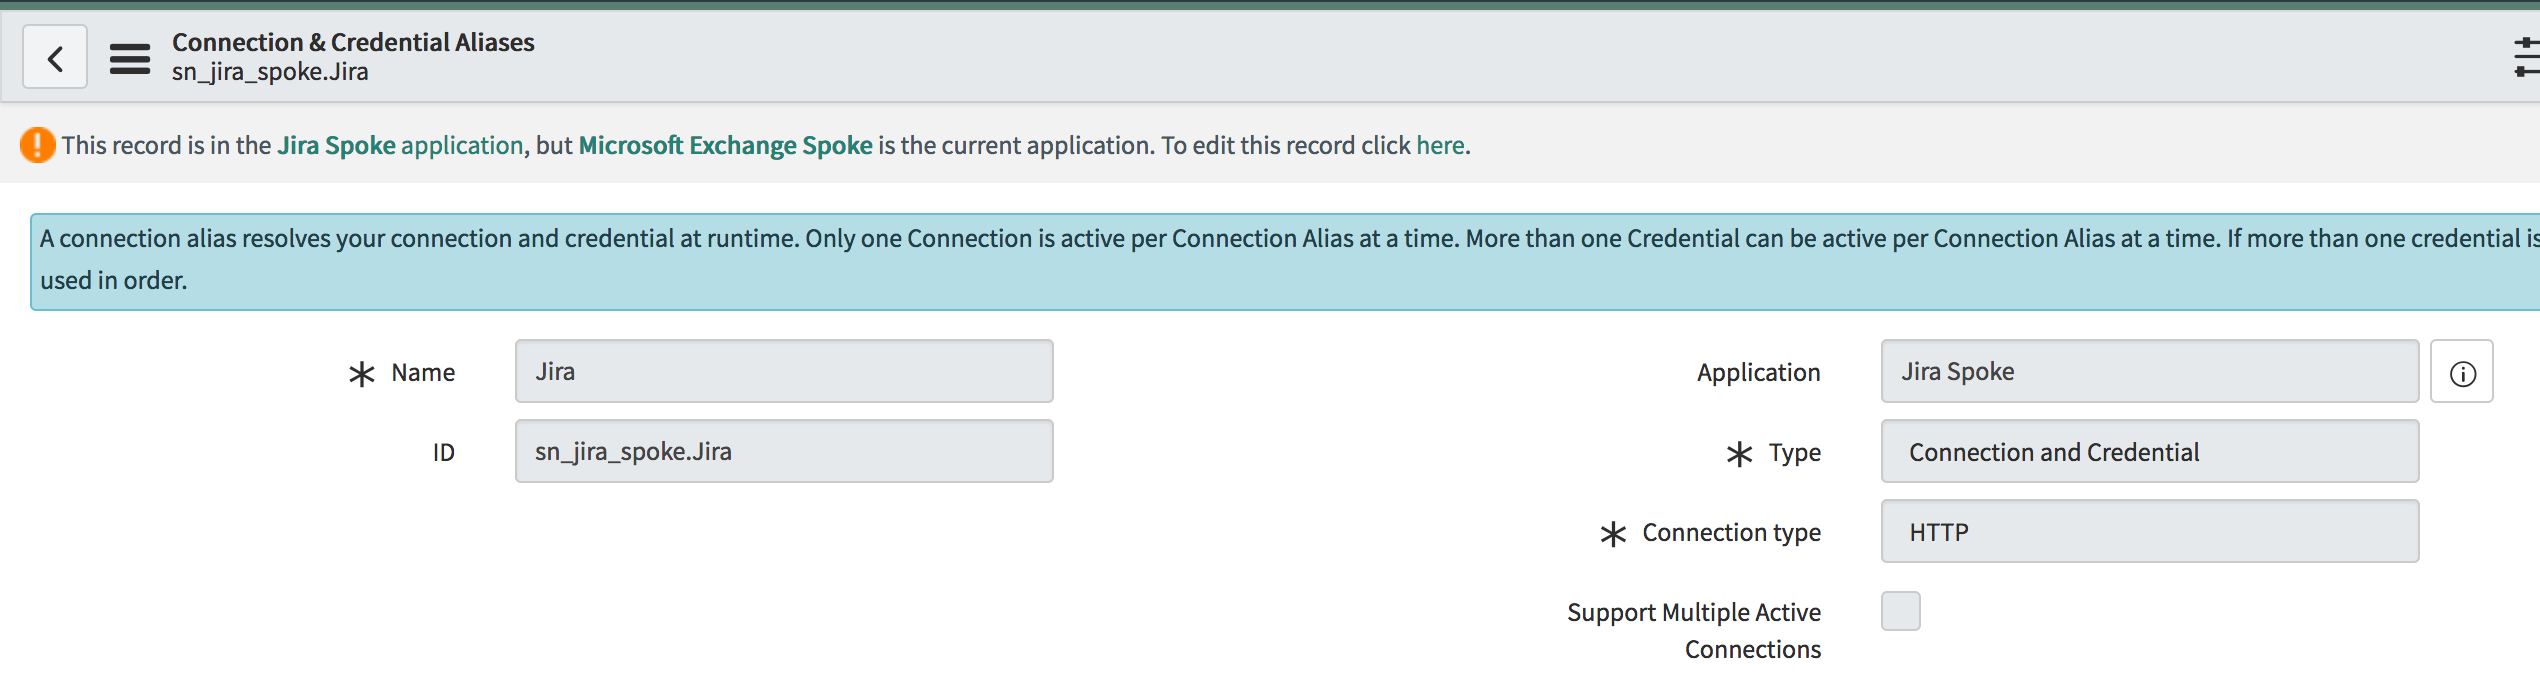 Connection & Credential Aliases
sn_jira_spoke.Jira
This record is in the Jira Spoke application, but Microsoft Exchange Spoke is the current application. To edit this record click here.
A connection alias resolves your connection and credential at runtime. Only one Connection is active per Connection Alias at a time. More than one Credential can be active per Connection Alias at a time. If more than one credential is
used in order.
* Name Jira
Application Jira Spoke
ID sn_jira_spoke.Jira
* Type Connection and Credential
* Connection type HTTP
Support Multiple Active
Connections